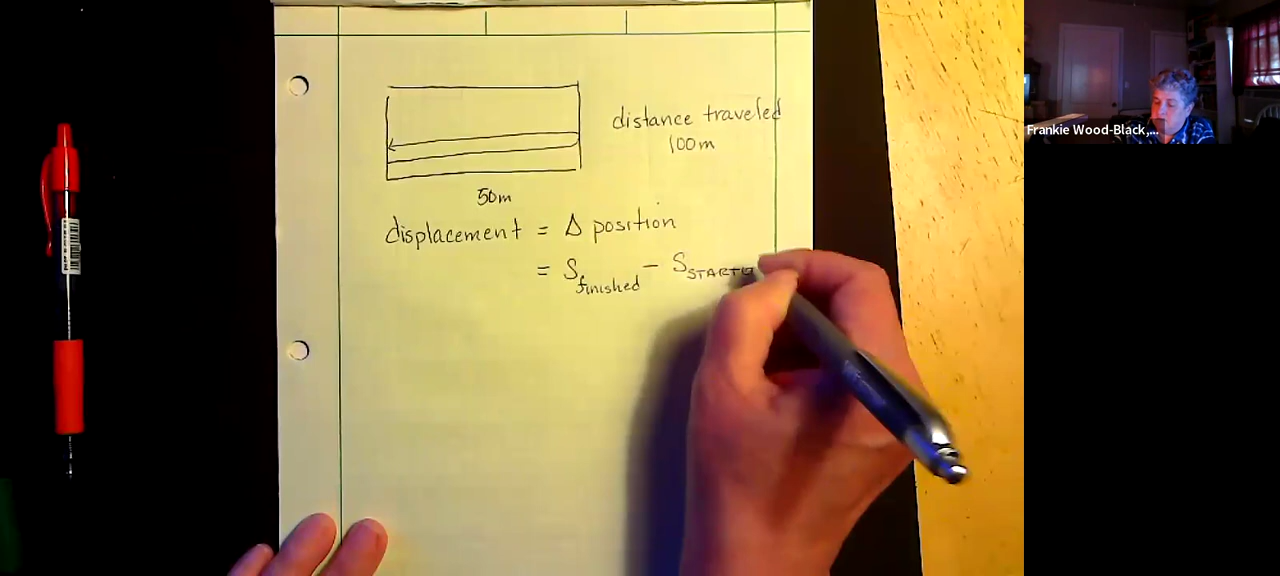 distance traveled
100m
50m
displacement = Δ position
= S finished - S
Frankie Wood-Black,...